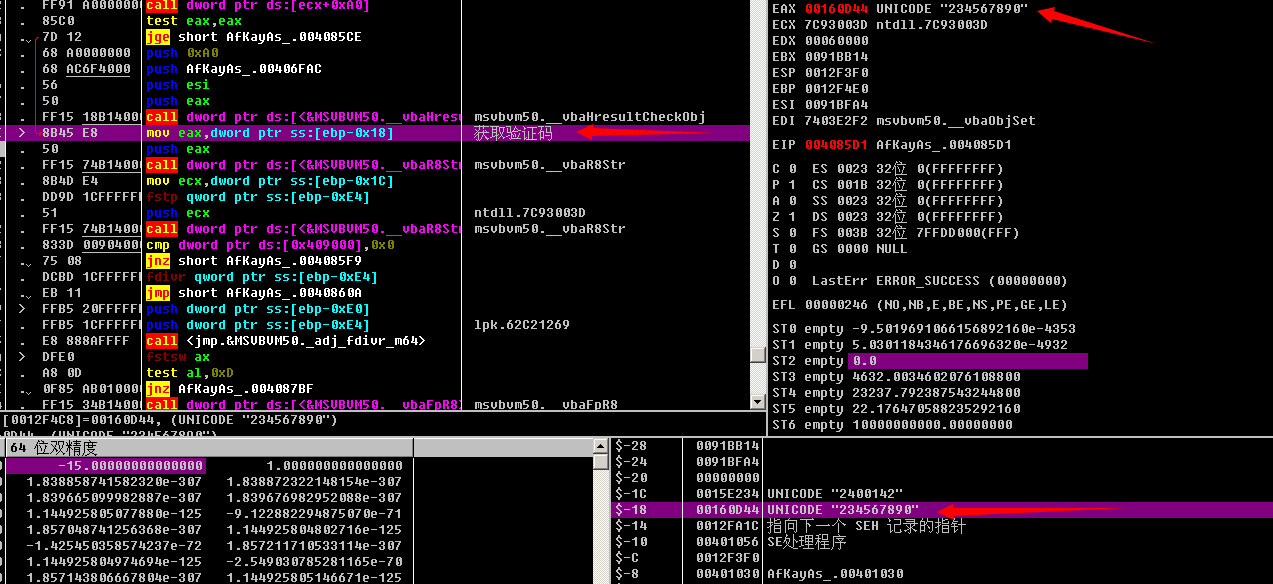 . FF91 A0000000 call dword ptr ds:[ecx+0xA0]
. 85C0 test eax,eax
.⌄ 7D 12 jge short AfKayAs_.004085CE
. 68 A0000000 push 0xA0
. 68 AC6F4000 push AfKayAs_.00406FAC
. 56 push esi
. 50 push eax
. FF15 18B14000 call dword ptr ds:[<&MSVBVM50.__vbaHresu msvbvm50.__vbaHresultCheckObj
> 8B45 E8 mov eax,dword ptr ss:[ebp-0x18] 获取验证码
. 50 push eax
. FF15 74B14000 call dword ptr ds:[<&MSVBVM50.__vbaR8Str msvbvm50.__vbaR8Str
. 8B4D E4 mov ecx,dword ptr ss:[ebp-0x1C]
. DD9D 1CFFFFFF fstp qword ptr ss:[ebp-0xE4]
. 51 push ecx ntdll.7C93003D
. FF15 74B14000 call dword ptr ds:[<&MSVBVM50.__vbaR8Str msvbvm50.__vbaR8Str
. 833D 00904000 cmp dword ptr ds:[0x409000],0x0
.⌄ 75 08 jnz short AfKayAs_.004085F9
. DCBD 1CFFFFFF fdivr qword ptr ss:[ebp-0xE4]
.⌄ EB 11 jmp short AfKayAs_.0040860A
> FFB5 20FFFFFF push dword ptr ss:[ebp-0xE0]
. FFB5 1CFFFFFF push dword ptr ss:[ebp-0xE4] lpk.62C21269
. E8 888AFFFF call <jmp.&MSVBVM50._adj_fdivr_m64>
> DFE0 fstsw ax
. A8 0D test al,0xD
.⌄ 0F85 AB010000 jnz AfKayAs_.004087BF
. FF15 34B14000 call dword ptr ds:[<&MSVBVM50.__vbaFpR8> msvbvm50.__vbaFpR8
[0012F4C8]=00160D44, (UNICODE "234567890")
EAX 00160D44 UNICODE "234567890"
ECX 7C93003D ntdll.7C93003D
EDX 00060000
EBX 0091BB14
ESP 0012F3F0
EBP 0012F4E0
ESI 0091BFA4
EDI 7403E2F2 msvbvm50.__vbaObjSet
EIP 004085D1 AfKayAs_.004085D1
C 0 ES 0023 32位 0(FFFFFFFF)
P 1 CS 001B 32位 0(FFFFFFFF)
A 0 SS 0023 32位 0(FFFFFFFF)
Z 1 DS 0023 32位 0(FFFFFFFF)
S 0 FS 003B 32位 7FFDD000(FFF)
T 0 GS 0000 NULL
D 0
O 0 LastErr ERROR_SUCCESS (00000000)
EFL 00000246 (NO,NB,E,BE,NS,PE,GE,LE)
ST0 empty -9.5019691066156892160e-4353
ST1 empty 5.0301184346176696320e-4932
ST2 empty 0.0
ST3 empty 4632.0034602076108800
ST4 empty 23237.792387543244800
ST5 empty 22.176470588235292160
ST6 empty 10000000000.00000000
64 位双精度
-15.00000000000000 1.000000000000000
1.838858741582320e-307 1.838872322148154e-307
1.839665099982887e-307 1.839676982952088e-307
1.144925805077880e-125 -9.122882294875070e-71
1.857048741256368e-307 1.144925804802716e-125
-1.425450358574237e-72 1.857211710533114e-307
1.144925804974694e-125 -2.549030785281165e-70
1.857143806667804e-307 1.144925805146671e-125
$-28 0091BB14
$-24 0091BFA4
$-20 00000000
$-1C 0015E234 UNICODE "2400142"
$-18 00160D44 UNICODE "234567890"
$-14 0012FA1C 指向下一个 SEH 记录的指针
$-10 00401056 SE处理程序
$-C 0012F3F0
$-8 00401030 AfKayAs_.00401030